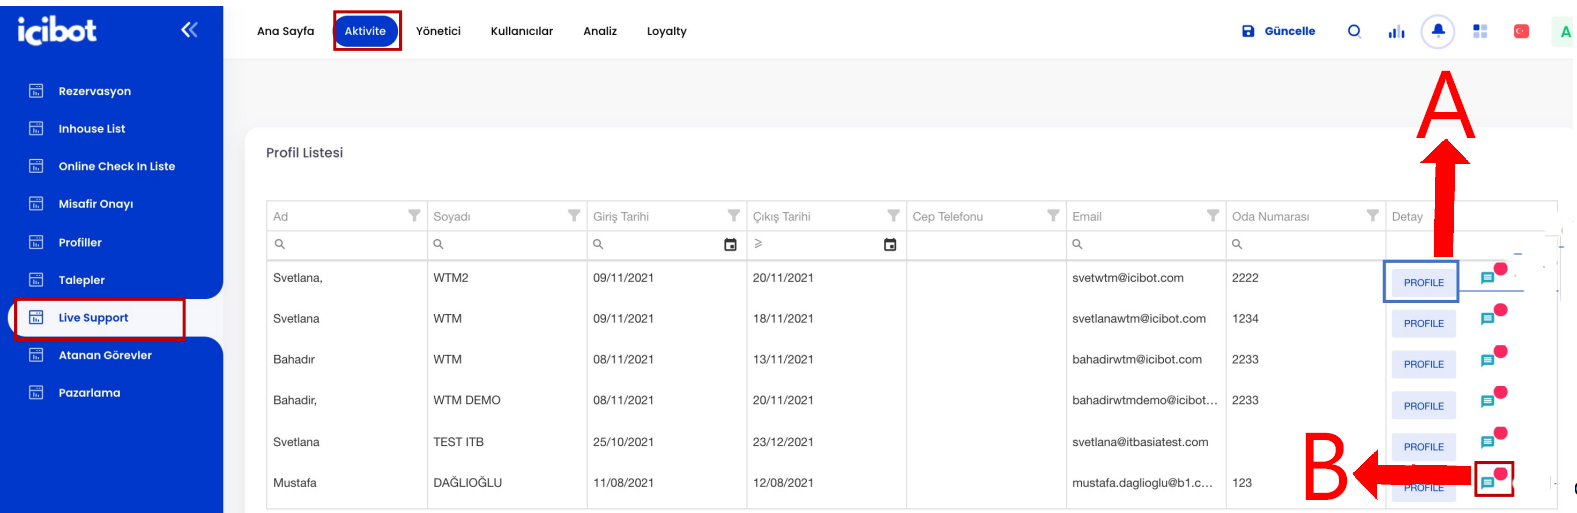 icibot
Ana Sayfa Aktivite Yönetici Kullanıcılar Analiz Loyalty Güncelle A
Rezervasyon
Inhouse List
Online Check In Liste
Misafir Onayı
Profiller
Talepler
Live Support
Atanan Görevler
Pazarlama
A
Profil Listesi
Ad Soyadı Giriş Tarihi Çıkış Tarihi Cep Telefonu Email Oda Numarası Detay
Svetlana, WTM2 09/11/2021 20/11/2021 svetwtm@icibot.com 2222 PROFILE
Svetlana WTM 09/11/2021 18/11/2021 svetlanawtm@icibot.com 1234 PROFILE
Bahadır WTM 08/11/2021 13/11/2021 bahadirwtm@icibot.com 2233 PROFILE
Bahadir, WTM DEMO 08/11/2021 20/11/2021 bahadirwtmdemo@icibot... 2233 PROFILE
Svetlana TEST ITB 25/10/2021 23/12/2021 svetlana@itbasiatest.com PROFILE
Mustafa DAĞLIOĞLU 11/08/2021 12/08/2021 mustafa.daglioglu@b1.c... 123 PROFILE
B